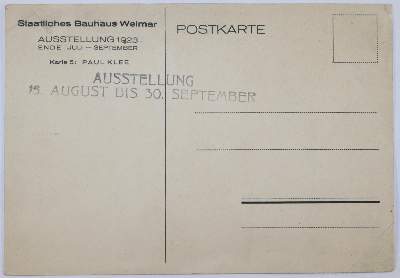 Staatliches Bauhaus Weimar
AUSSTELLUNG 1923
ENDE JULI — SEPTEMBER
Karte 5: PAUL KLEE
AUSSTELLUNG
15. AUGUST BIS 30. SEPTEMBER
POSTKARTE